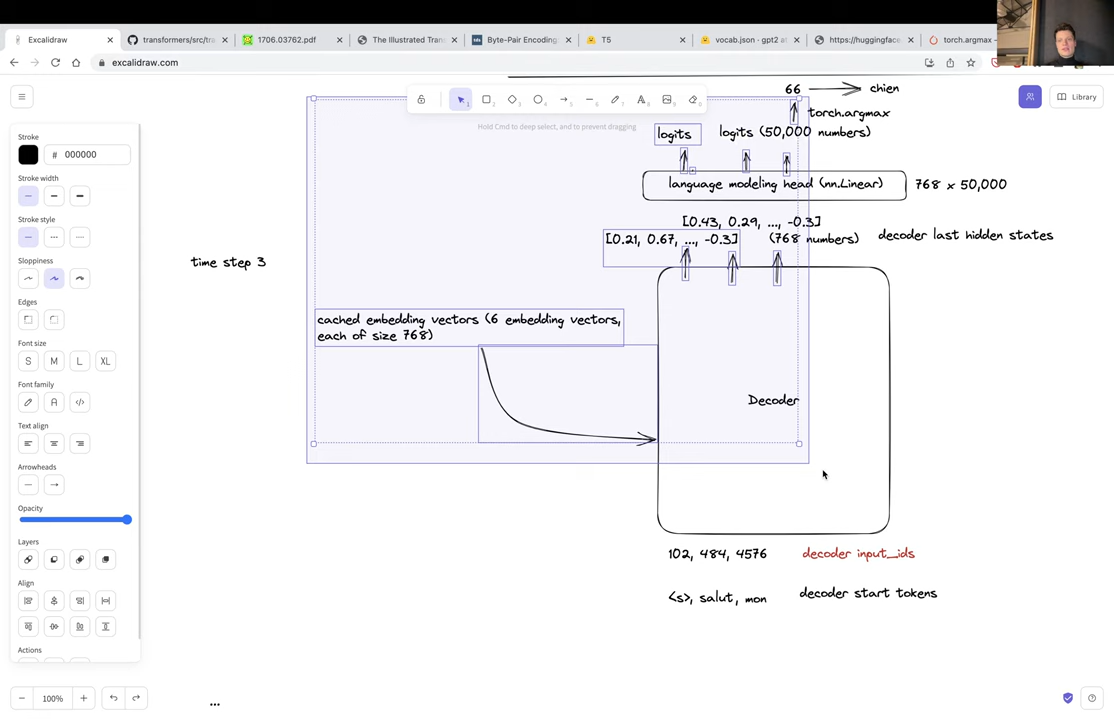 Excalidraw
transformers/src/tra
1706.03762.pdf
The Illustrated Tran
Byte-Pair Encoding
T5
vocab.json · gpt2 at
https://huggingface.
torch.argmax —
excalidraw.com
Library
Hold Cmd to deep select, and to prevent dragging
Stroke
# 000000
Stroke width
Stroke style
Sloppiness
Edges
Font size
S M L XL
Font family
Text align
Arrowheads
Opacity
Layers
Align
Actions
100%
66 chien
torch.argmax
logits logits (50,000 numbers)
language modeling head (nn.Linear) 768 x 50,000
[0.43, 0.29, ..., -0.3]
[0.21, 0.67, ..., -0.3] (768 numbers) decoder last hidden states
time step 3
cached embedding vectors (6 embedding vectors,
each of size 768)
Decoder
102, 484, 4576 decoder input_ids
<s>, salut, mon decoder start tokens
...